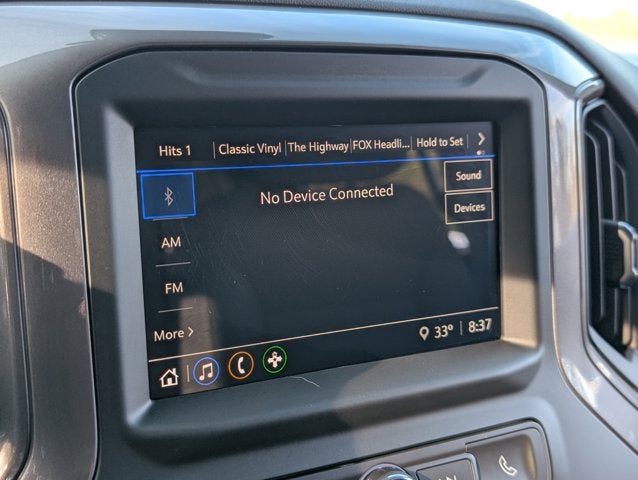 Hits 1 Classic Vinyl The Highway FOX Headli... Hold to Set >
No Device Connected
Sound
Devices
AM
FM
More >
33° 8:37